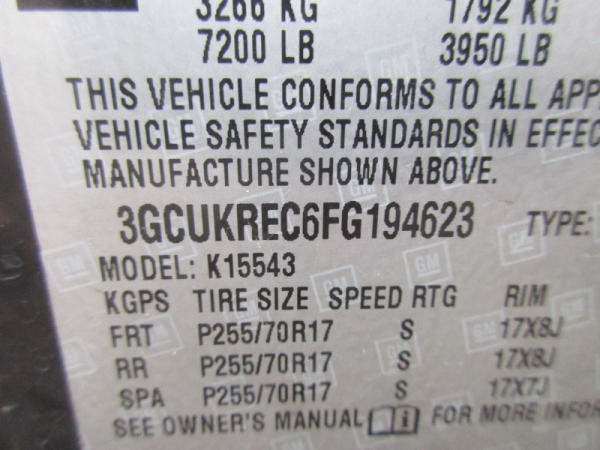 3266 KG 1792 KG
7200 LB 3950 LB
THIS VEHICLE CONFORMS TO ALL APP
VEHICLE SAFETY STANDARDS IN EFFEC
MANUFACTURE SHOWN ABOVE.
3GCUKREC6FG194623 TYPE:
MODEL: K15543
KGPS TIRE SIZE SPEED RTG RIM
FRT P255/70R17 S 17X8J
RR P255/70R17 S 17X8J
SPA P255/70R17 S 17X7J
SEE OWNER'S MANUAL i FOR MORE INFOR